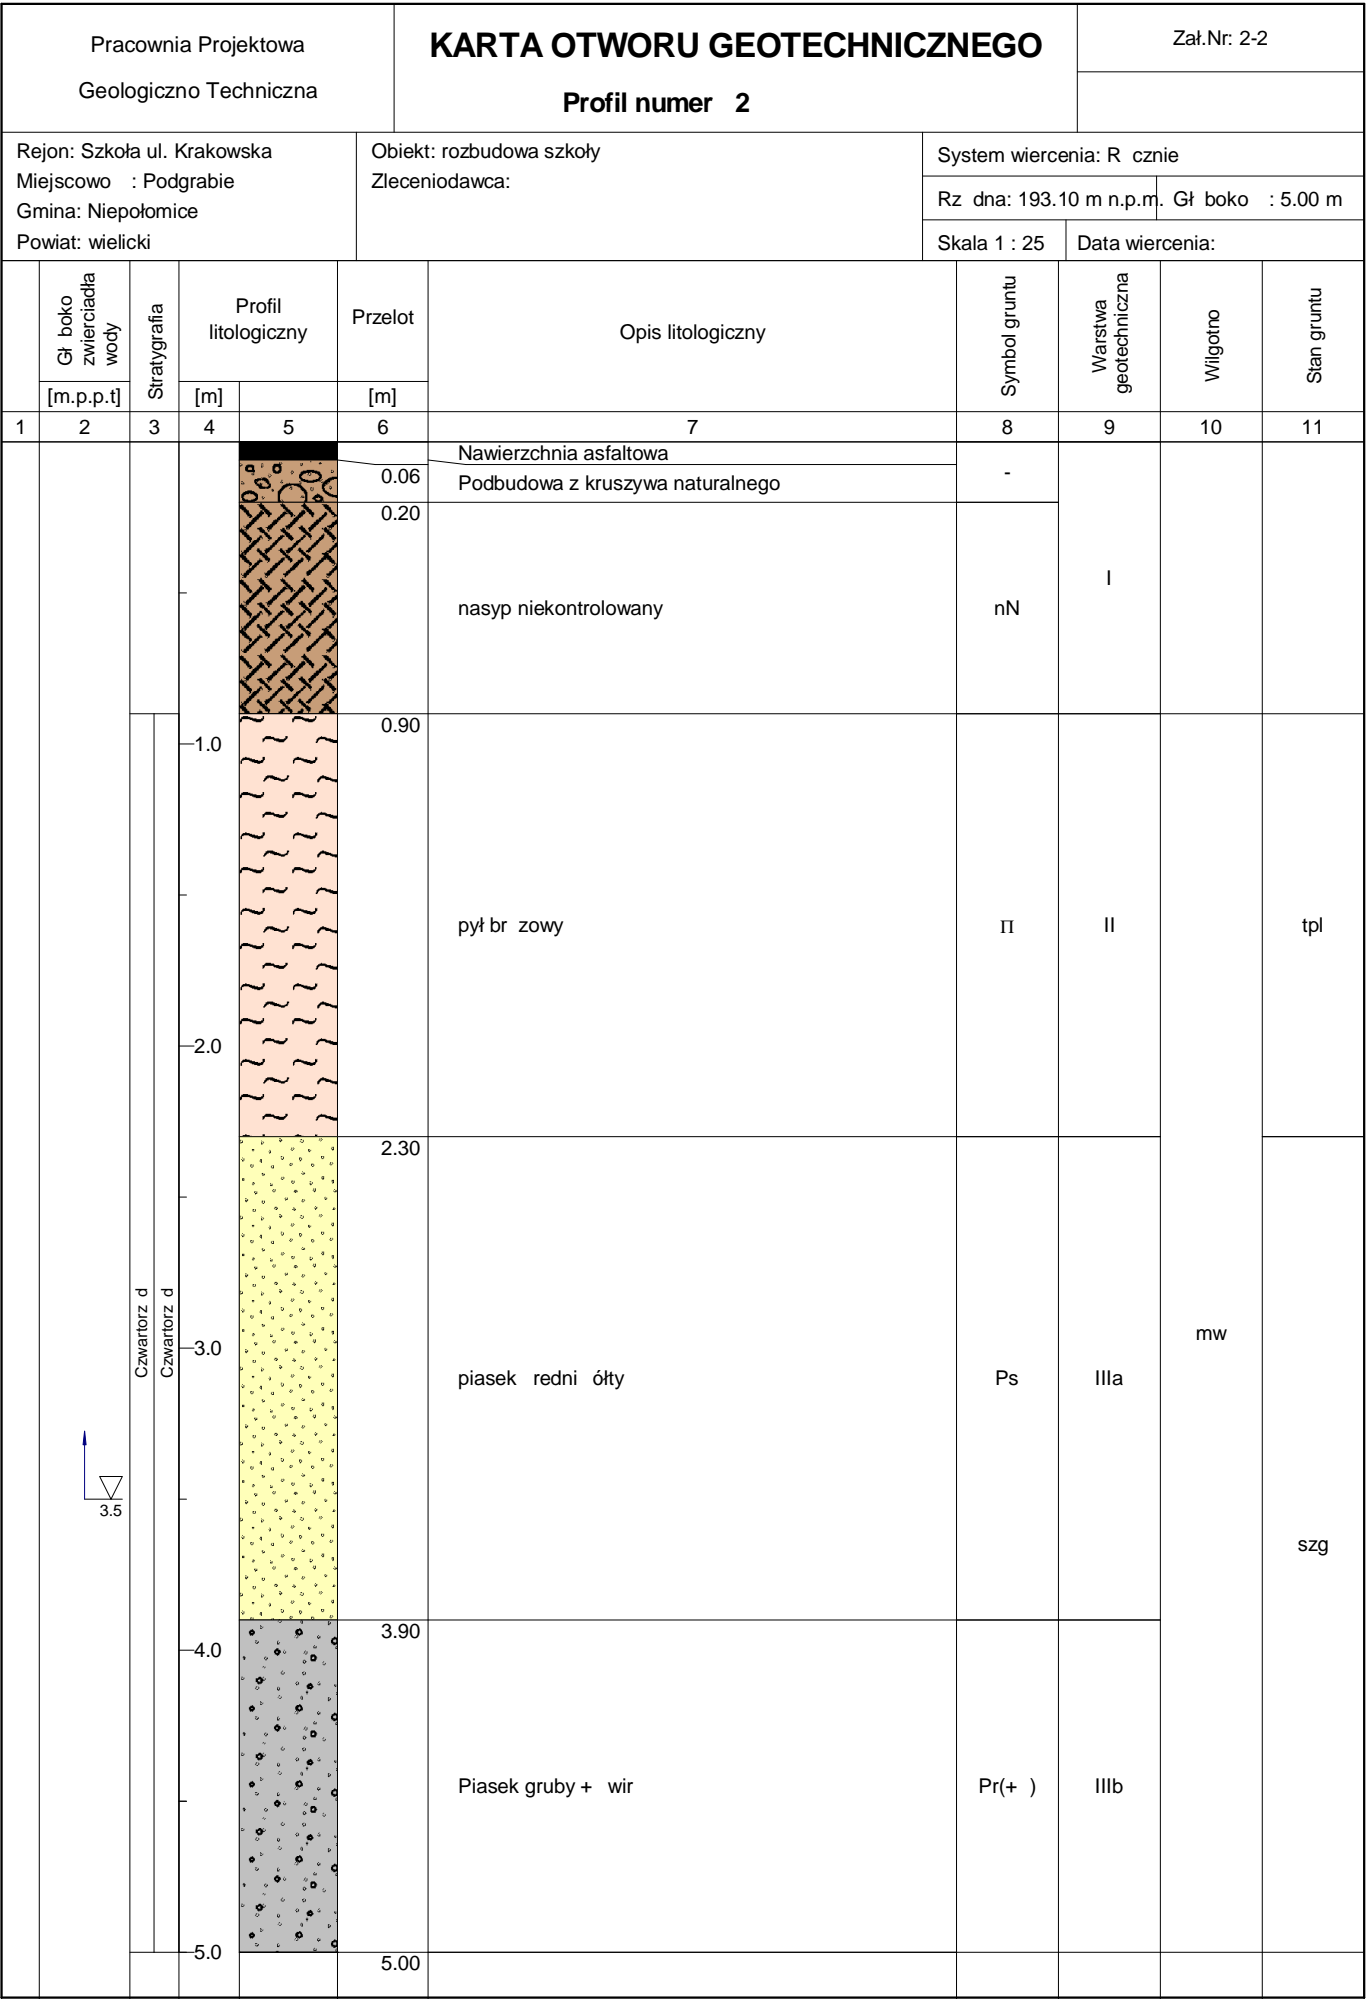 Pracownia Projektowa
Geologiczno Techniczna
KARTA OTWORU GEOTECHNICZNEGO
Profil numer 2
Zał.Nr: 2-2
Rejon: Szkoła ul. Krakowska
Miejscowo : Podgrabie
Gmina: Niepołomice
Powiat: wielicki
Obiekt: rozbudowa szkoły
Zleceniodawca:
System wiercenia: R cznie
Rz dna: 193.10 m n.p.m. Gł boko : 5.00 m
Skala 1 : 25 Data wiercenia:
Gł boko
zwierciadła
wody
[m.p.p.t]
Stratygrafia
Profil
litologiczny
[m]
Przelot
[m]
Opis litologiczny
Symbol gruntu
Warstwa
geotechniczna
Wilgotno
Stan gruntu
1 2 3 4 5 6 7 8 9 10 11
Nawierzchnia asfaltowa
0.06 Podbudowa z kruszywa naturalnego -
0.20
I
nasyp niekontrolowany nN
0.90
1.0
pył br zowy Π II tpl
2.0
2.30
Czwartorz d
Czwartorz d
3.0
mw
piasek redni ółty Ps IIIa
3.5
szg
3.90
4.0
Piasek gruby + wir Pr(+ ) IIIb
5.0
5.00